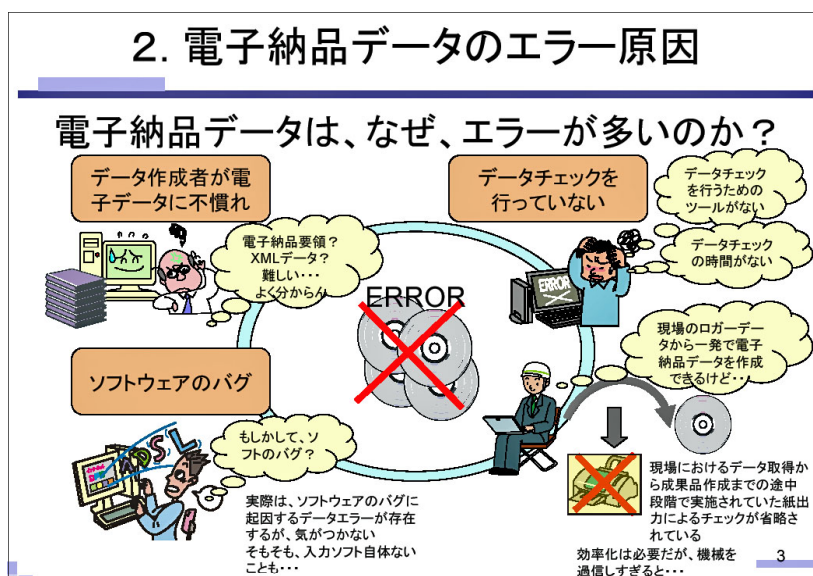 2. 電子納品データのエラー原因
電子納品データは、なぜ、エラーが多いのか?
データ作成者が電
子データに不慣れ
電子納品要領?
XMLデータ?
難しい・・・
よく分からん
データチェックを
行っていない
データチェック
を行うための
ツールがない
データチェック
の時間がない
ERROR
ERROR
ソフトウェアのバグ
ADSL
もしかして、ソ
フトのバグ?
実際は、ソフトウェアのバグに
起因するデータエラーが存在
するが、気がつかない
そもそも、入力ソフト自体ない
ことも・・・
現場のロガーデー
タから一発で電子
納品データを作成
できるけど・・・
現場におけるデータ取得か
ら成果品作成までの途中
段階で実施されていた紙出
力によるチェックが省略さ
れている
効率化は必要だが、機械を
過信しすぎると・・・
3